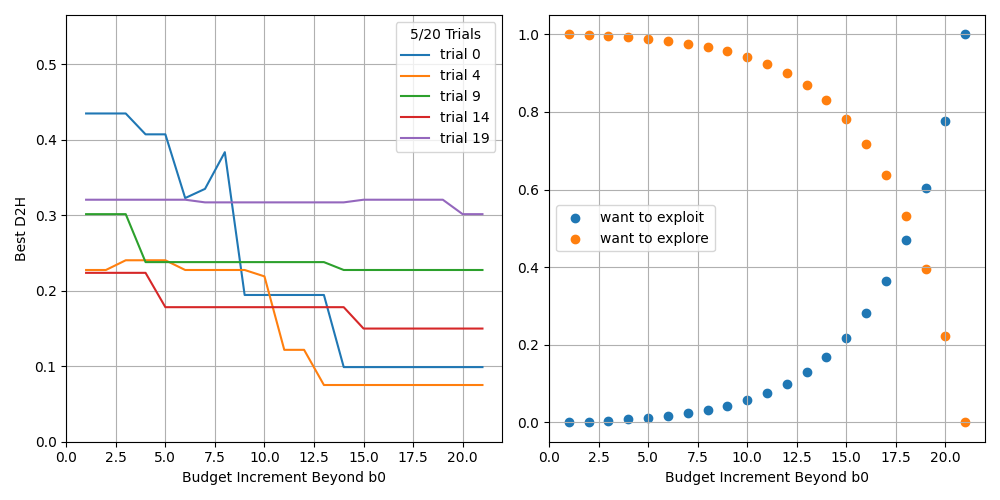 5/20 Trials
trial 0
trial 4
trial 9
trial 14
trial 19
0.5
0.4
0.3
0.2
0.1
0.0
Best D2H
0.0 2.5 5.0 7.5 10.0 12.5 15.0 17.5 20.0
Budget Increment Beyond b0
1.0
0.8
0.6
0.4
0.2
0.0
want to exploit
want to explore
0.0 2.5 5.0 7.5 10.0 12.5 15.0 17.5 20.0
Budget Increment Beyond b0